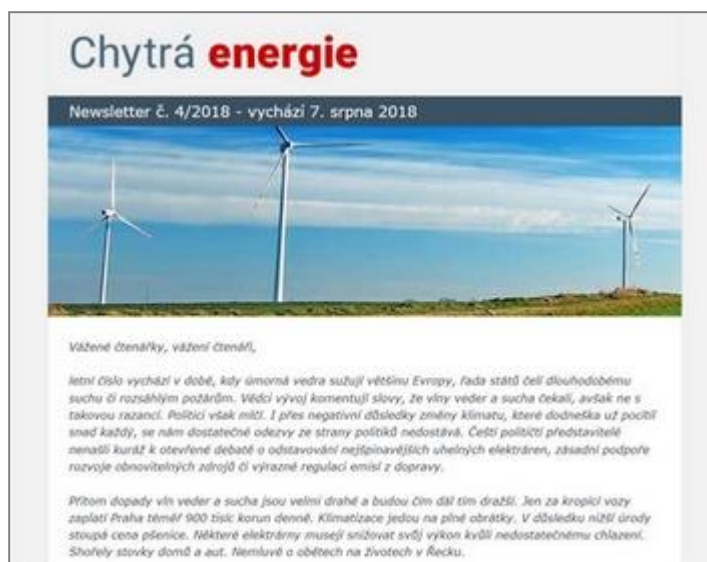 Chytrá energie
Newsletter č. 4/2018 - vychází 7. srpna 2018
Vážené čtenářky, vážení čtenáři,
letní číslo vychází v době, kdy úmorná vedra sužují většinu Evropy, řada států čelí dlouhodobému
suchu či rozsáhlým požárům. Vědci vývoj komentují slovy, že vlny veder a sucha čekali, avšak ne s
takovou razancí. Politici však mlčí. I přes negativní důsledky změny klimatu, které dodneška už pocítil
snad každý, se nám dostatečné odezvy ze strany politiků nedostává. Čeští političtí představitelé
nenašli kuráž k otevřené debatě o odstavování nejšpinavějších uhelných elektráren, zásadní podpoře
rozvoje obnovitelných zdrojů či výrazné regulaci emisí z dopravy.
Přitom dopady vln veder a sucha jsou velmi drahé a budou čím dál tím dražší. Jen za kropicí vozy
zaplatí Praha téměř 900 tisíc korun denně. Klimatizace jedou na plné obrátky. V důsledku nižší úrody
stoupá cena pšenice. Některé elektrárny musejí snižovat svůj výkon kvůli nedostatečnému chlazení.
Shořely stovky domů a aut. Nemluvě o obětech na životech v Řecku.